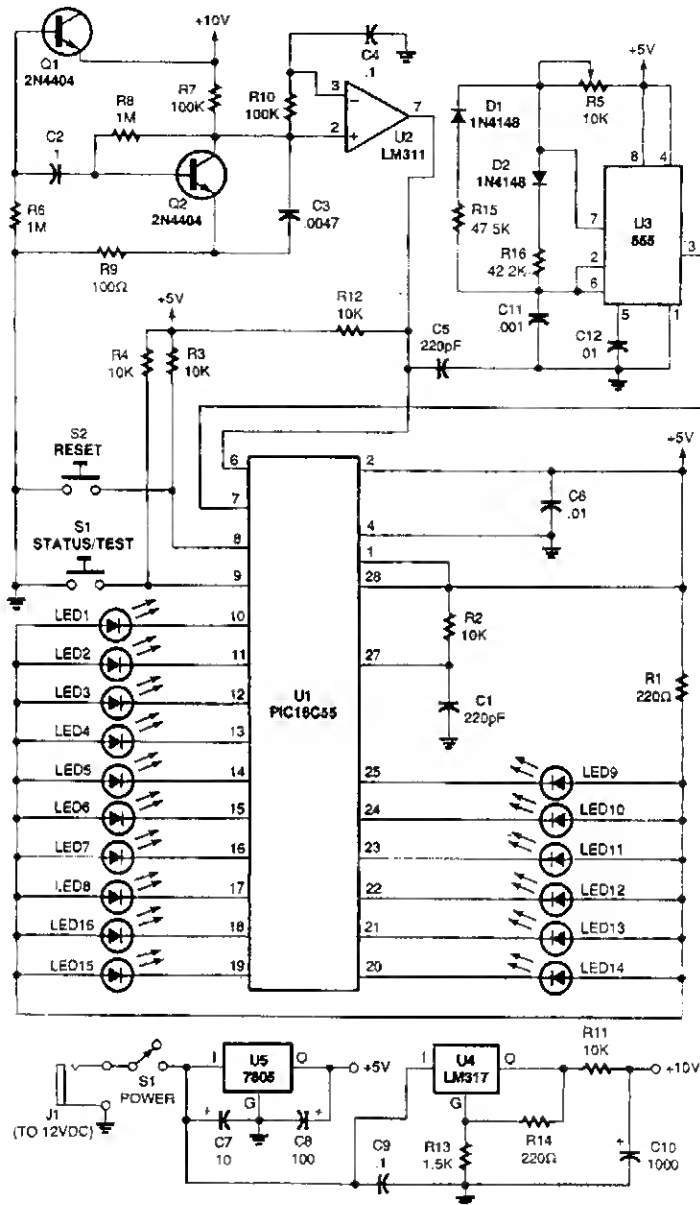 +10V
Q1
2N4404
C2
.1
R8
1M
R7
100K
R10
100K
C4
.1
3
2
7
U2
LM311
Q2
2N4404
C3
.0047
R6
1M
R9
100Ω
D1
1N4148
D2
1N4148
R15
47.5K
R16
42.2K
+5V
R5
10K
8
4
7
U3
555
3
2
6
5
1
C11
.001
C12
.01
+5V
R12
10K
R4
10K
R3
10K
C5
220pF
S2
RESET
S1
STATUS/TEST
6
7
8
9
2
4
1
28
27
+5V
C6
.01
R2
10K
C1
220pF
R1
220Ω
U1
PIC16C55
LED1
10
LED2
11
LED3
12
LED4
13
LED5
14
LED6
15
LED7
16
LED8
17
LED16
18
LED15
19
25
LED9
24
LED10
23
LED11
22
LED12
21
LED13
20
LED14
J1
(TO 12VDC)
S1
POWER
I
U5
7805
O
G
+5V
C7
10
C8
100
C9
.1
I
U4
LM317
O
G
R13
1.5K
R14
220Ω
R11
10K
+10V
C10
1000